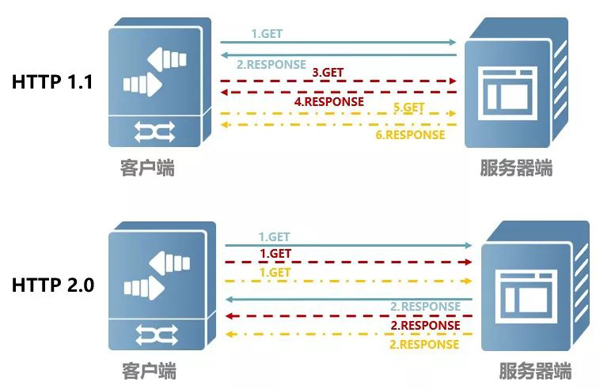 1.GET
2.RESPONSE
HTTP 1.1
3.GET
4.RESPONSE
5.GET
6.RESPONSE
客户端
服务器端
1.GET
1.GET
1.GET
HTTP 2.0
2.RESPONSE
2.RESPONSE
2.RESPONSE
客户端
服务器端